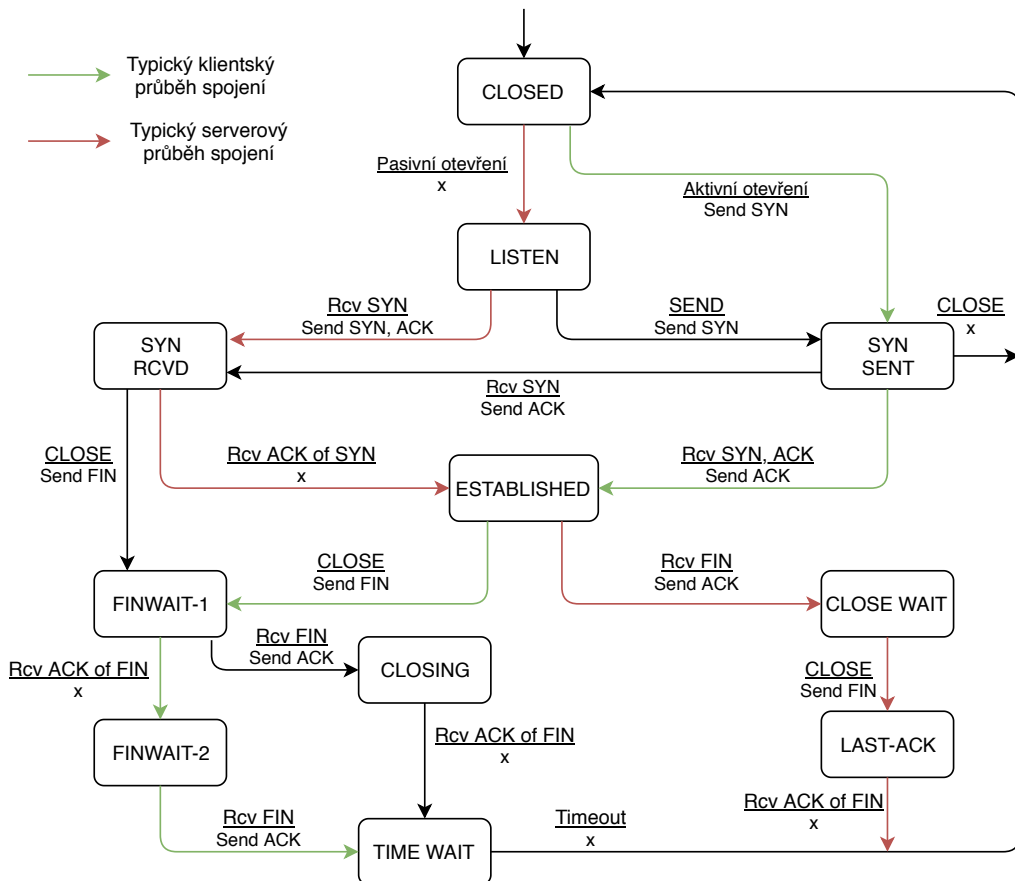 Typický klientský
průběh spojení
Typický serverový
průběh spojení
CLOSED
Pasivní otevření
x
Aktivní otevření
Send SYN
LISTEN
Rcv SYN
Send SYN, ACK
SEND
Send SYN
CLOSE
x
SYN
RCVD
SYN
SENT
Rcv SYN
Send ACK
CLOSE
Send FIN
Rcv ACK of SYN
x
Rcv SYN, ACK
Send ACK
ESTABLISHED
CLOSE
Send FIN
Rcv FIN
Send ACK
FINWAIT-1
CLOSE WAIT
Rcv FIN
Send ACK
CLOSING
Rcv ACK of FIN
x
CLOSE
Send FIN
FINWAIT-2
Rcv ACK of FIN
x
LAST-ACK
Rcv FIN
Send ACK
Rcv ACK of FIN
x
TIME WAIT
Timeout
x